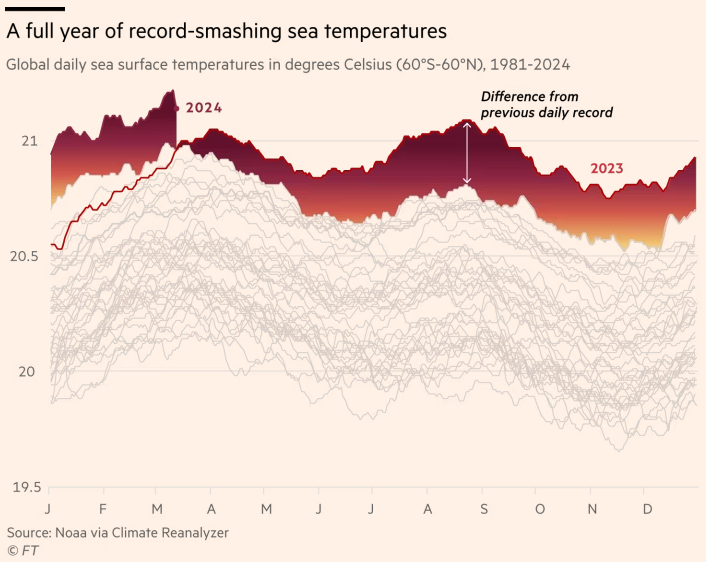 A full year of record-smashing sea temperatures
Global daily sea surface temperatures in degrees Celsius (60°S-60°N), 1981-2024
Difference from
previous daily record
2024
21
2023
20.5
20
19.5
J F M A M J J A S O N D
Source: Noaa via Climate Reanalyzer
© FT